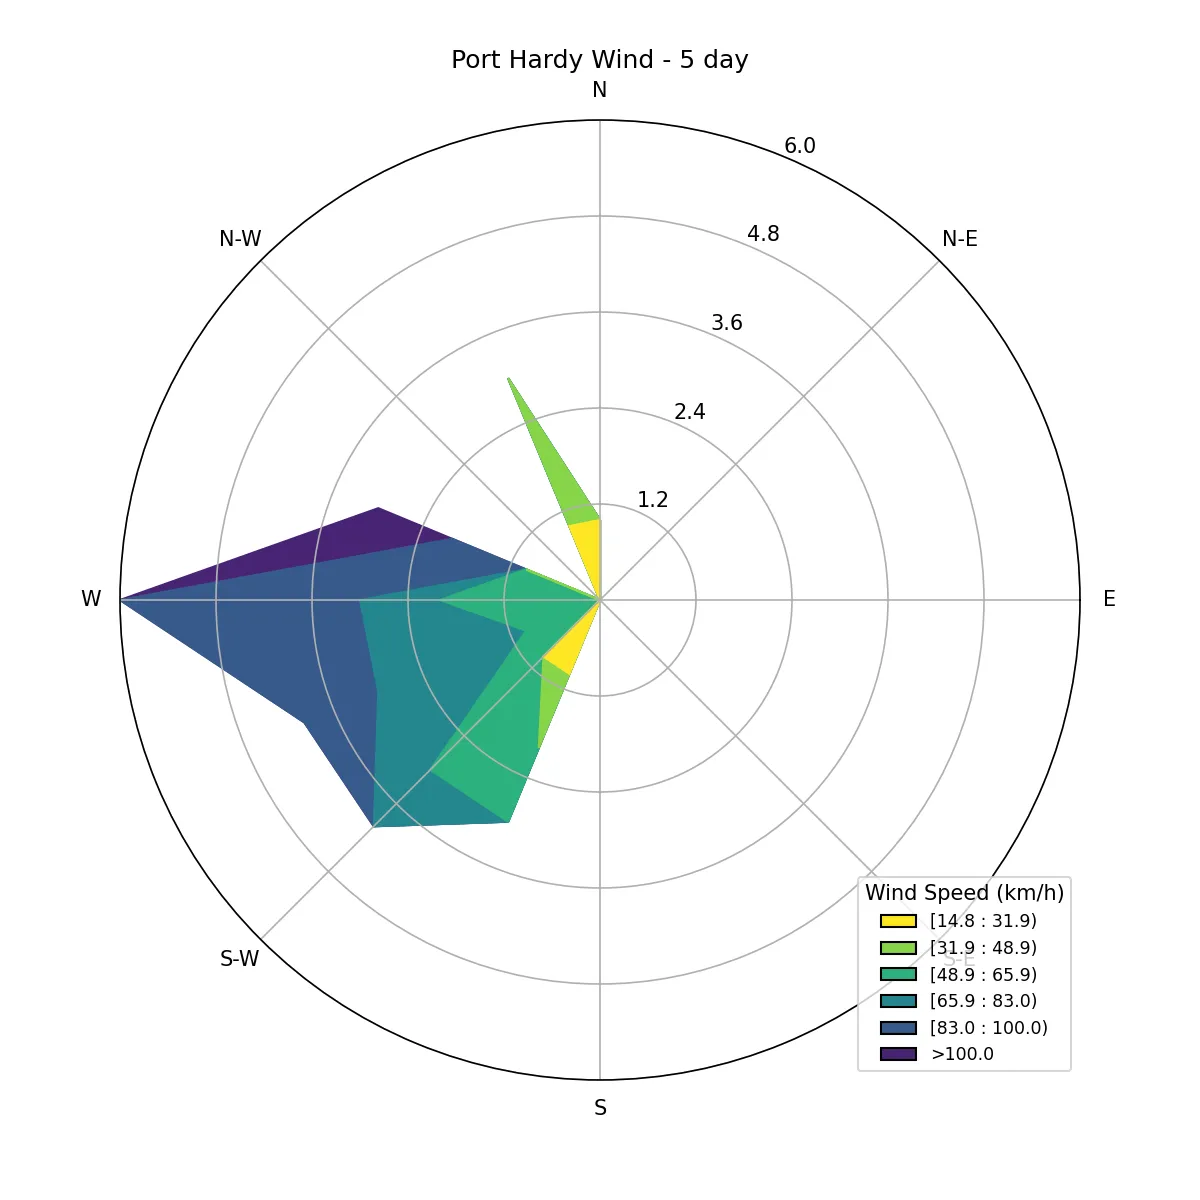 Port Hardy Wind - 5 day
N
6.0
N-W
N-E
4.8
3.6
2.4
1.2
W
E
S-W
S-E
S
Wind Speed (km/h)
[14.8 : 31.9)
[31.9 : 48.9)
[48.9 : 65.9)
[65.9 : 83.0)
[83.0 : 100.0)
>100.0